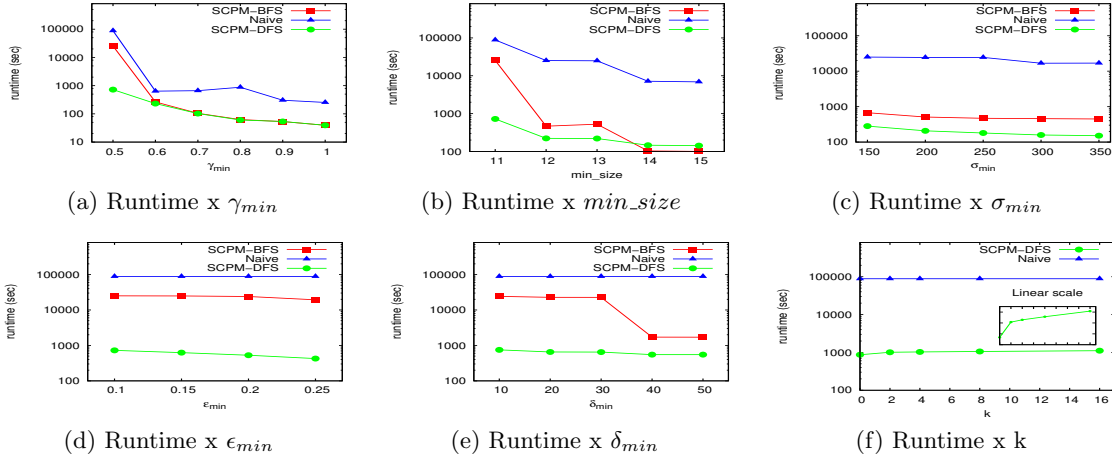 SCPM-BFS
Naive
SCPM-DFS
100000
10000
1000
100
10
runtime (sec)
0.5 0.6 0.7 0.8 0.9 1
γmin
(a) Runtime x γmin
SCPM-BFS
Naive
SCPM-DFS
100000
10000
1000
100
runtime (sec)
11 12 13 14 15
min_size
(b) Runtime x min_size
SCPM-BFS
Naive
SCPM-DFS
100000
10000
1000
100
runtime (sec)
150 200 250 300 350
σmin
(c) Runtime x σmin
SCPM-BFS
Naive
SCPM-DFS
100000
10000
1000
100
runtime (sec)
0.1 0.15 0.2 0.25
εmin
(d) Runtime x ϵmin
SCPM-BFS
Naive
SCPM-DFS
100000
10000
1000
100
runtime (sec)
10 20 30 40 50
δmin
(e) Runtime x δmin
SCPM-DFS
Naive
100000
10000
1000
100
runtime (sec)
Linear scale
0 2 4 6 8 10 12 14 16
k
(f) Runtime x k